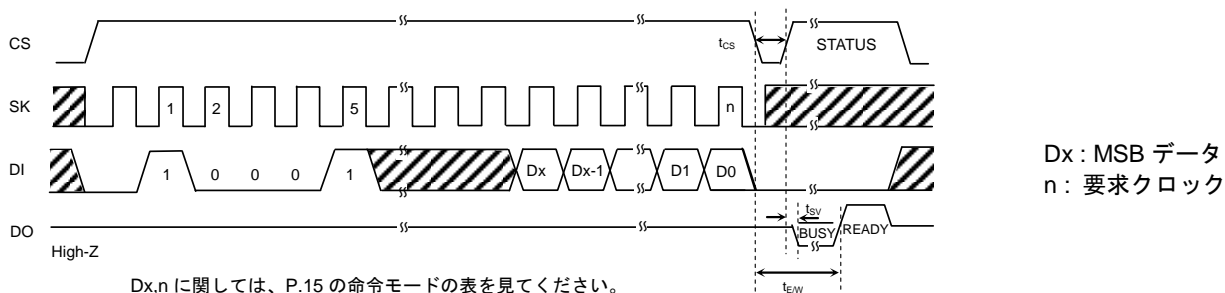 CS
tCS
STATUS
SK
1 2 5 n
DI
1 0 0 0 1 Dx Dx-1 D1 D0
DO
tSV
BUSY READY
High-Z
tE/W
Dx : MSB データ
n : 要求クロック
Dx,n に関しては、P.15 の命令モードの表を見てください。